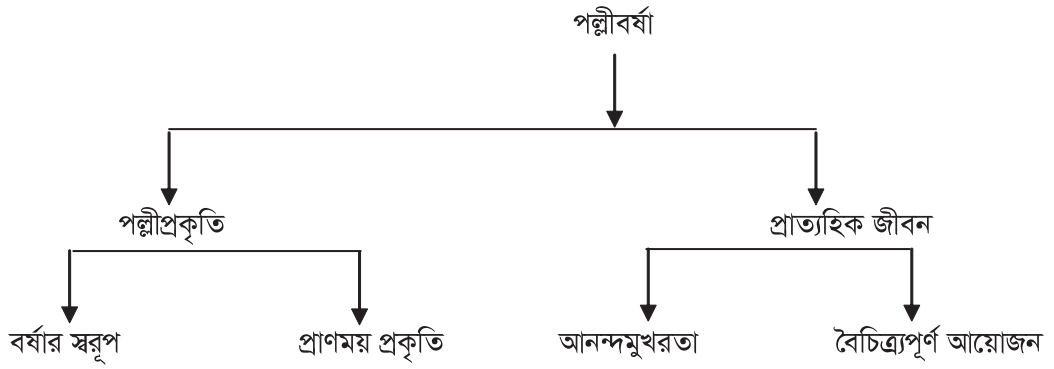 পল্লীবর্ষা
পল্লীপ্রকৃতি প্রাত্যহিক জীবন
বর্ষার স্বরূপ প্রাণময় প্রকৃতি আনন্দমুখরতা বৈচিত্র্যপূর্ণ আয়োজন